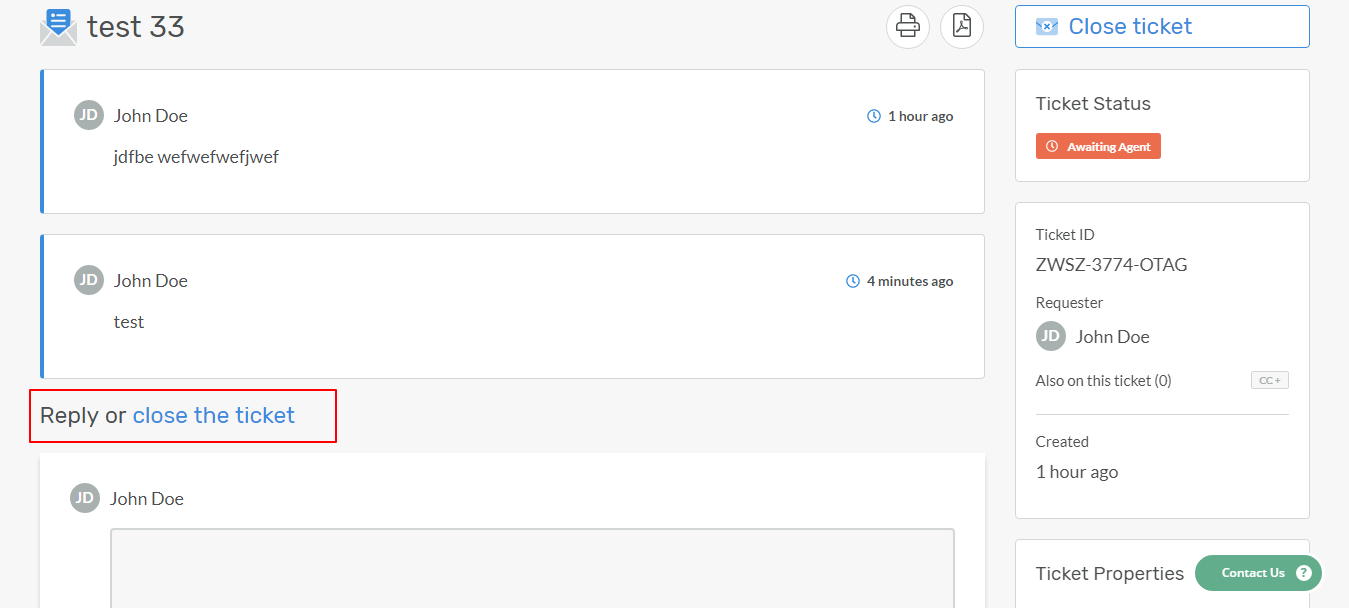 test 33
Close ticket
JD John Doe
1 hour ago
jdfbe wefwefwefjwef
JD John Doe
4 minutes ago
test
Reply or close the ticket
JD John Doe
Ticket Status
Awaiting Agent
Ticket ID
ZWSZ-3774-OTAG
Requester
JD John Doe
Also on this ticket (0)
CC +
Created
1 hour ago
Ticket Properties
Contact Us ?